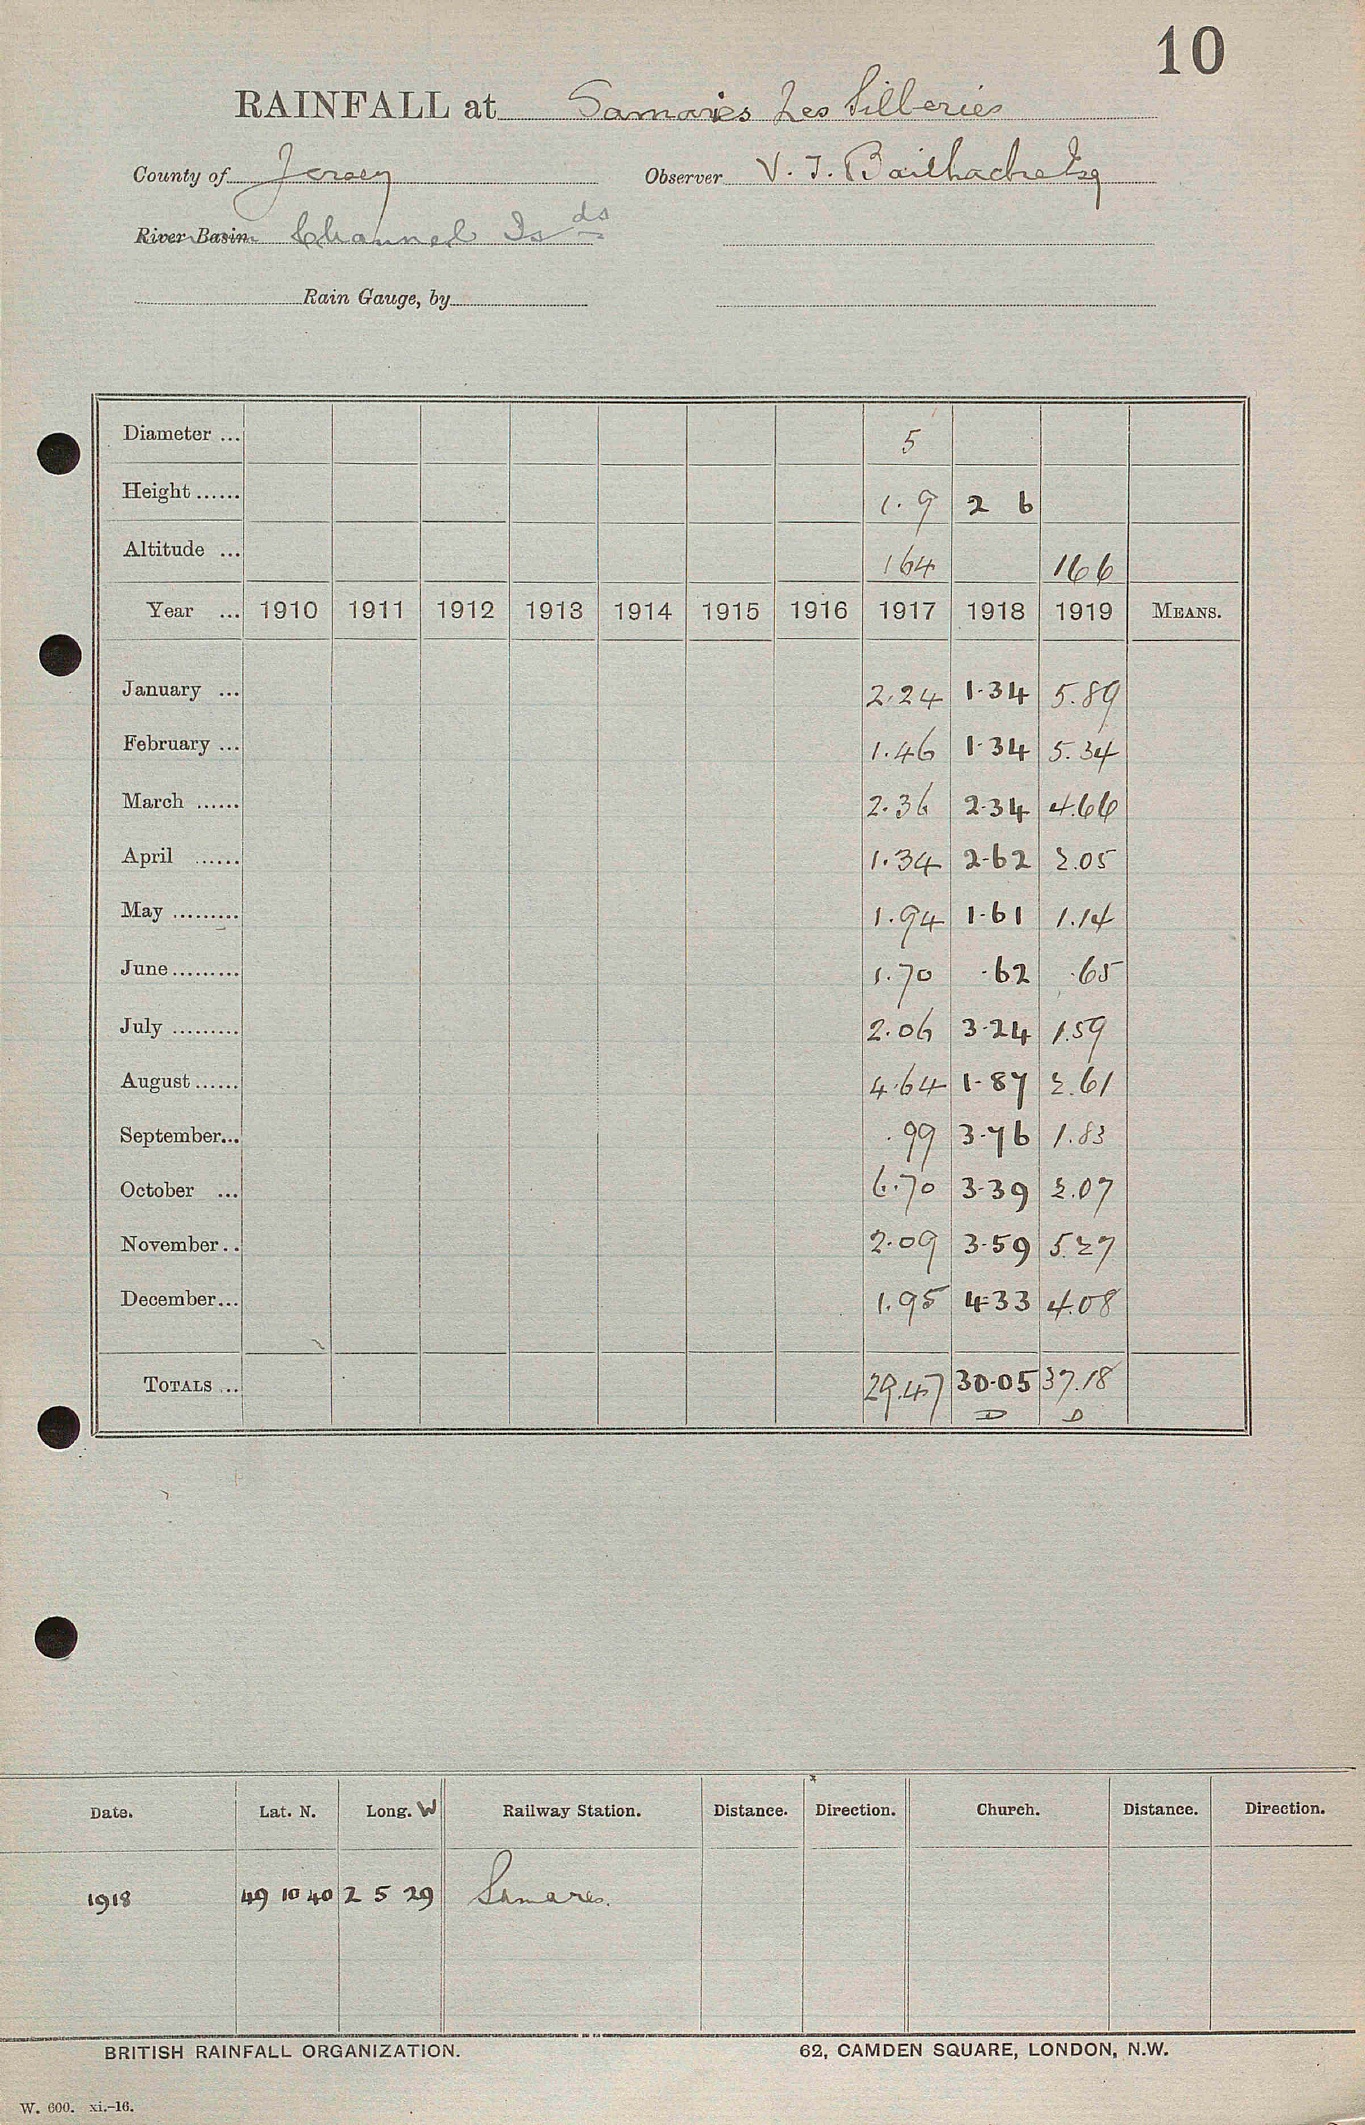 10
RAINFALL at Samarès Les Silleries
County of Jersey Observer V. J. Bailhache Esq
River Basin Channel Isds
Rain Gauge, by
Diameter ... 5
Height ...... 1.9 2 6
Altitude ... 164 166
Year ... 1910 1911 1912 1913 1914 1915 1916 1917 1918 1919 MEANS.
January ... 2.24 1.34 5.89
February ... 1.46 1.34 5.34
March ...... 2.36 2.34 4.66
April ...... 1.34 2.62 2.05
May ......... 1.94 1.61 1.14
June ......... 1.70 .62 .65
July ......... 2.06 3.24 1.59
August ...... 4.64 1.87 2.61
September... .99 3.76 1.83
October ... 6.70 3.39 2.07
November .. 2.09 3.59 5.27
December... 1.95 4.33 4.08
TOTALS ... 29.47 30.05 37.18
D D
Date. Lat. N. Long. W Railway Station. Distance. Direction. Church. Distance. Direction.
1918 49 10 40 2 5 29 Samares.
BRITISH RAINFALL ORGANIZATION. 62, CAMDEN SQUARE, LONDON, N.W.
W. 600. xi.-16.